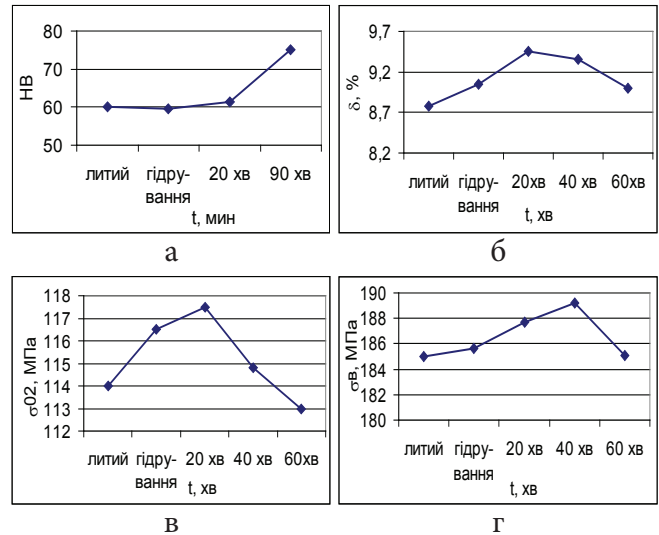 80
70
60
50
НВ
литий гідру- 20 хв 90 хв
вання
t, мин
а
9,7
9,2
8,7
8,2
δ, %
литий гідру- 20хв 40 хв 60хв
вання
t, хв
б
118
117
116
115
114
113
112
σ02, МПа
литий гідру- 20 хв 40 хв 60хв
вання
t, хв
в
190
188
186
184
182
180
σв, МПа
литий гідру- 20 хв 40 хв 60 хв
вання
t, хв
г